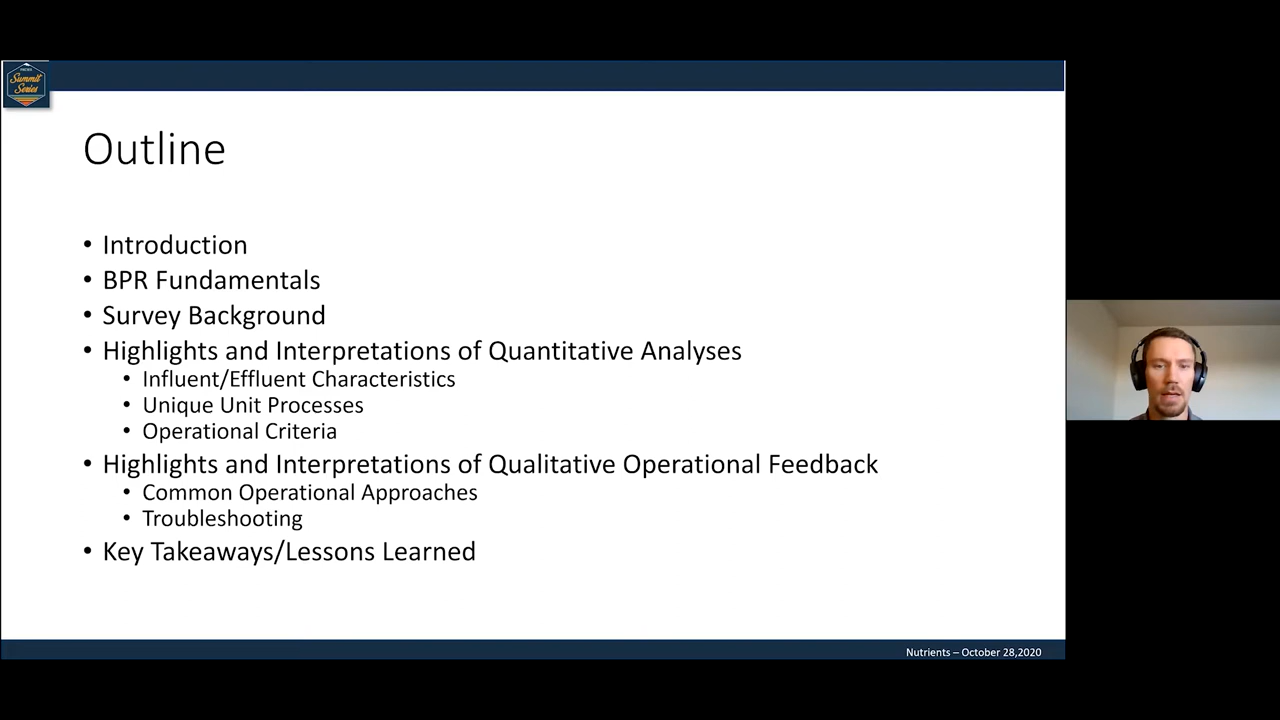 Summit
Series
Outline
• Introduction
• BPR Fundamentals
• Survey Background
• Highlights and Interpretations of Quantitative Analyses
• Influent/Effluent Characteristics
• Unique Unit Processes
• Operational Criteria
• Highlights and Interpretations of Qualitative Operational Feedback
• Common Operational Approaches
• Troubleshooting
• Key Takeaways/Lessons Learned
Nutrients – October 28,2020